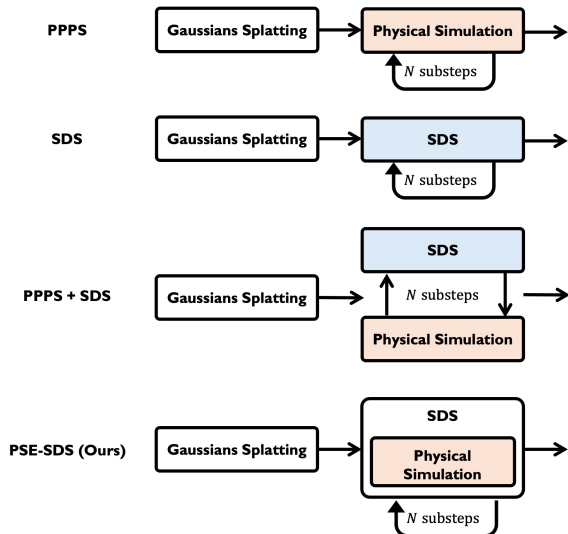 PPPS
Gaussians Splatting
Physical Simulation
N substeps
SDS
Gaussians Splatting
SDS
N substeps
PPPS + SDS
Gaussians Splatting
SDS
N substeps
Physical Simulation
PSE-SDS (Ours)
Gaussians Splatting
SDS
Physical
Simulation
N substeps